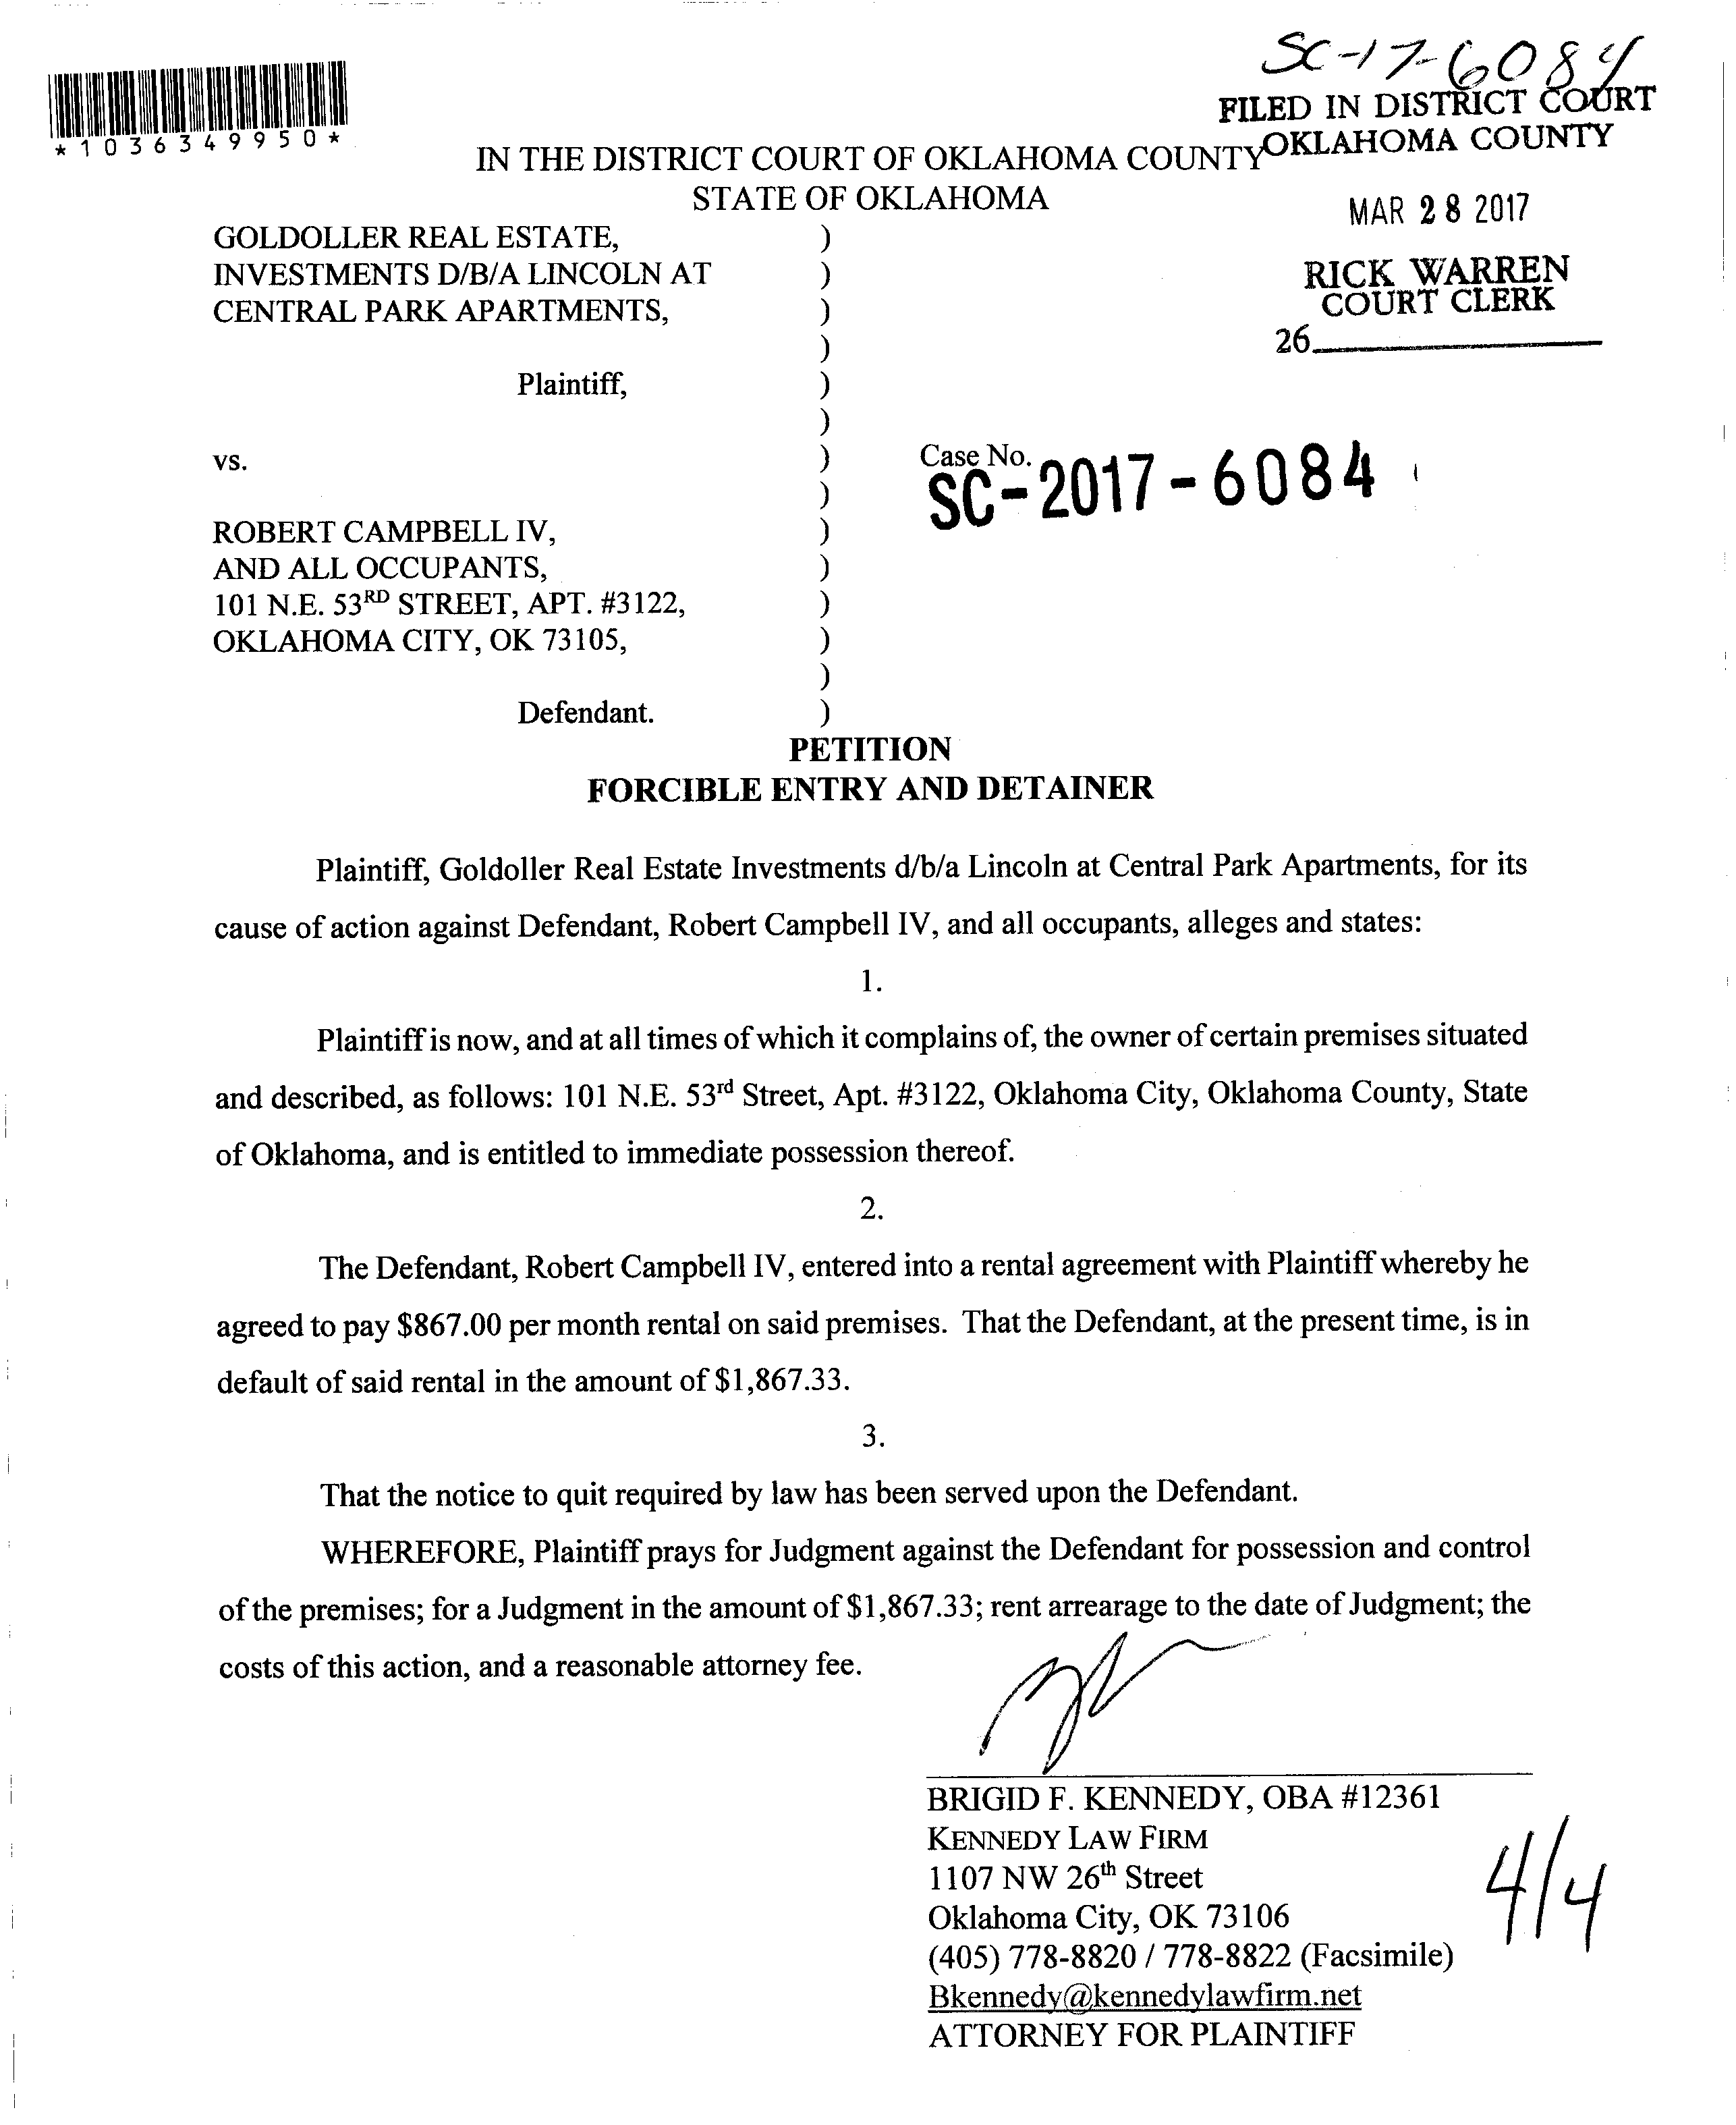 SC-17-6084
FILED IN DISTRICT COURT
OKLAHOMA COUNTY
*1036349950*
IN THE DISTRICT COURT OF OKLAHOMA COUNTY
STATE OF OKLAHOMA
MAR 28 2017
RICK WARREN
COURT CLERK
26
GOLDOLLER REAL ESTATE, )
INVESTMENTS D/B/A LINCOLN AT )
CENTRAL PARK APARTMENTS, )
)
Plaintiff, )
)
vs. ) Case No.
) SC-2017-6084
ROBERT CAMPBELL IV, )
AND ALL OCCUPANTS, )
101 N.E. 53RD STREET, APT. #3122, )
OKLAHOMA CITY, OK 73105, )
)
Defendant. )
PETITION
FORCIBLE ENTRY AND DETAINER
Plaintiff, Goldoller Real Estate Investments d/b/a Lincoln at Central Park Apartments, for its
cause of action against Defendant, Robert Campbell IV, and all occupants, alleges and states:
1.
Plaintiff is now, and at all times of which it complains of, the owner of certain premises situated
and described, as follows: 101 N.E. 53rd Street, Apt. #3122, Oklahoma City, Oklahoma County, State
of Oklahoma, and is entitled to immediate possession thereof.
2.
The Defendant, Robert Campbell IV, entered into a rental agreement with Plaintiff whereby he
agreed to pay $867.00 per month rental on said premises. That the Defendant, at the present time, is in
default of said rental in the amount of $1,867.33.
3.
That the notice to quit required by law has been served upon the Defendant.
WHEREFORE, Plaintiff prays for Judgment against the Defendant for possession and control
of the premises; for a Judgment in the amount of $1,867.33; rent arrearage to the date of Judgment; the
costs of this action, and a reasonable attorney fee.
BRIGID F. KENNEDY, OBA #12361
KENNEDY LAW FIRM
1107 NW 26th Street
Oklahoma City, OK 73106
(405) 778-8820 / 778-8822 (Facsimile)
Bkennedy@kennedylawfirm.net
ATTORNEY FOR PLAINTIFF
4/4